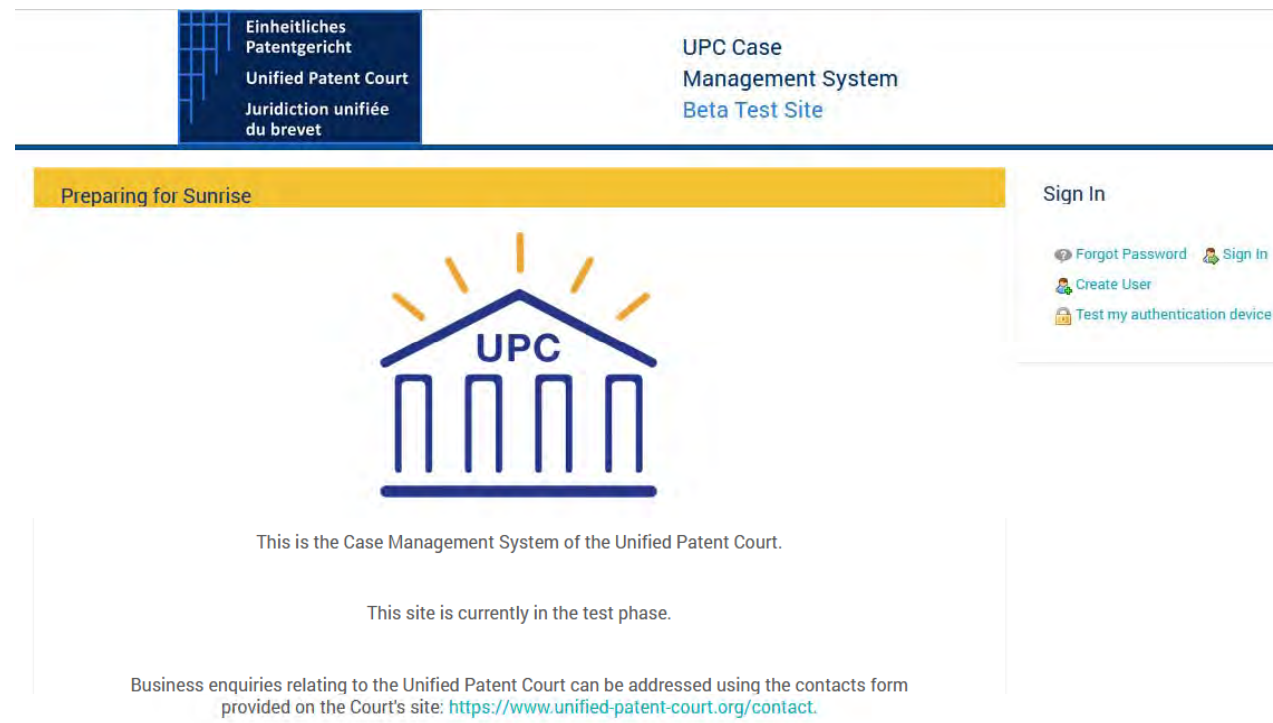 Einheitliches
Patentgericht
Unified Patent Court
Juridiction unifiée
du brevet
UPC Case
Management System
Beta Test Site
Preparing for Sunrise
UPC
This is the Case Management System of the Unified Patent Court.
This site is currently in the test phase.
Business enquiries relating to the Unified Patent Court can be addressed using the contacts form
provided on the Court's site: https://www.unified-patent-court.org/contact.
Sign In
Forgot Password Sign In
Create User
Test my authentication device